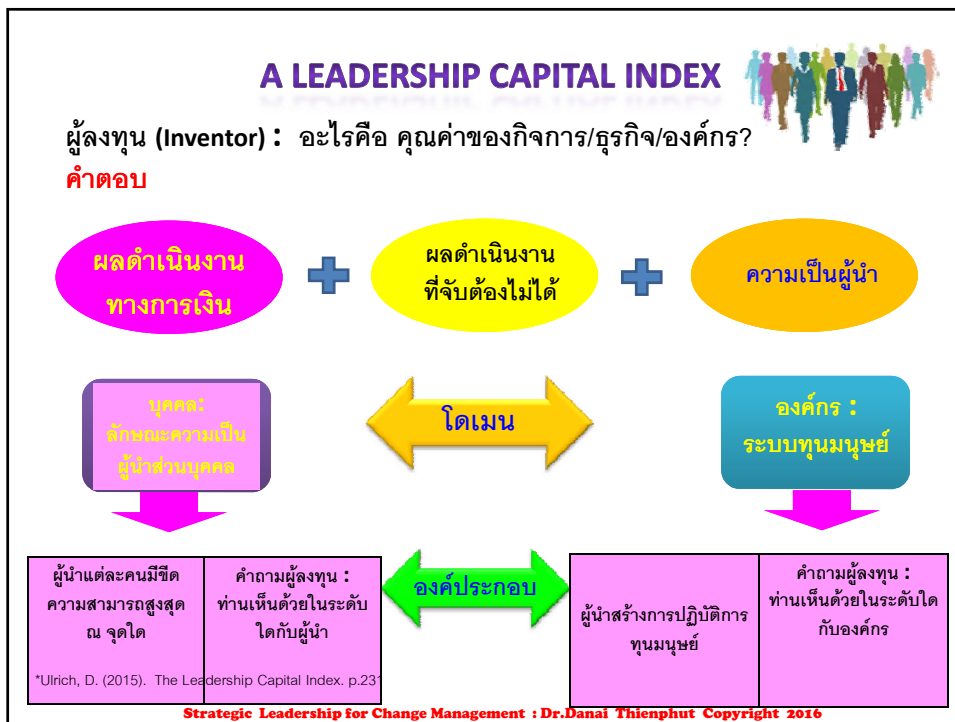 A LEADERSHIP CAPITAL INDEX
ผู้ลงทุน (Inventor) : อะไรคือ คุณค่าของกิจการ/ธุรกิจ/องค์กร?
คำตอบ
ผลดำเนินงาน
ทางการเงิน
ผลดำเนินงาน
ที่จับต้องไม่ได้
ความเป็นผู้นำ
บุคคล:
ลักษณะความเป็น
ผู้นำส่วนบุคคล
โดเมน
องค์กร :
ระบบทุนมนุษย์
ผู้นำแต่ละคนมีขีด
ความสามารถสูงสุด
ณ จุดใด
คำถามผู้ลงทุน :
ท่านเห็นด้วยในระดับ
ใดกับผู้นำ
องค์ประกอบ
ผู้นำสร้างการปฏิบัติการ
ทุนมนุษย์
คำถามผู้ลงทุน :
ท่านเห็นด้วยในระดับใด
กับองค์กร
*Ulrich, D. (2015). The Leadership Capital Index. p.231
Strategic Leadership for Change Management : Dr.Danai Thienphut Copyright 2016